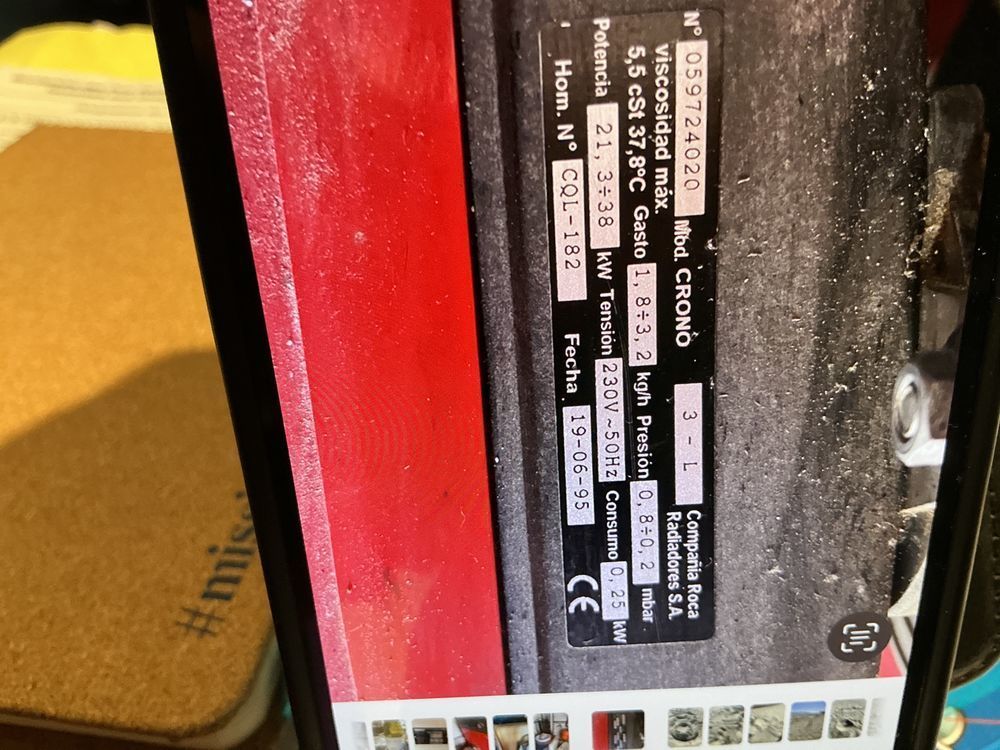 Nº 059724020 Mod. CRONO 3 - L Compañia Roca Radiadores S.A.
viscosidad máx.
5,5 cSt 37,8ºC Gasto 1,8÷3,2 kg/h Presión 0,8÷0,2 mbar
Potencia 21,3÷38 kW Tensión 230V~50Hz Consumo 0,25 kW
Hom. Nº CQL-182 Fecha 19-06-95 CE